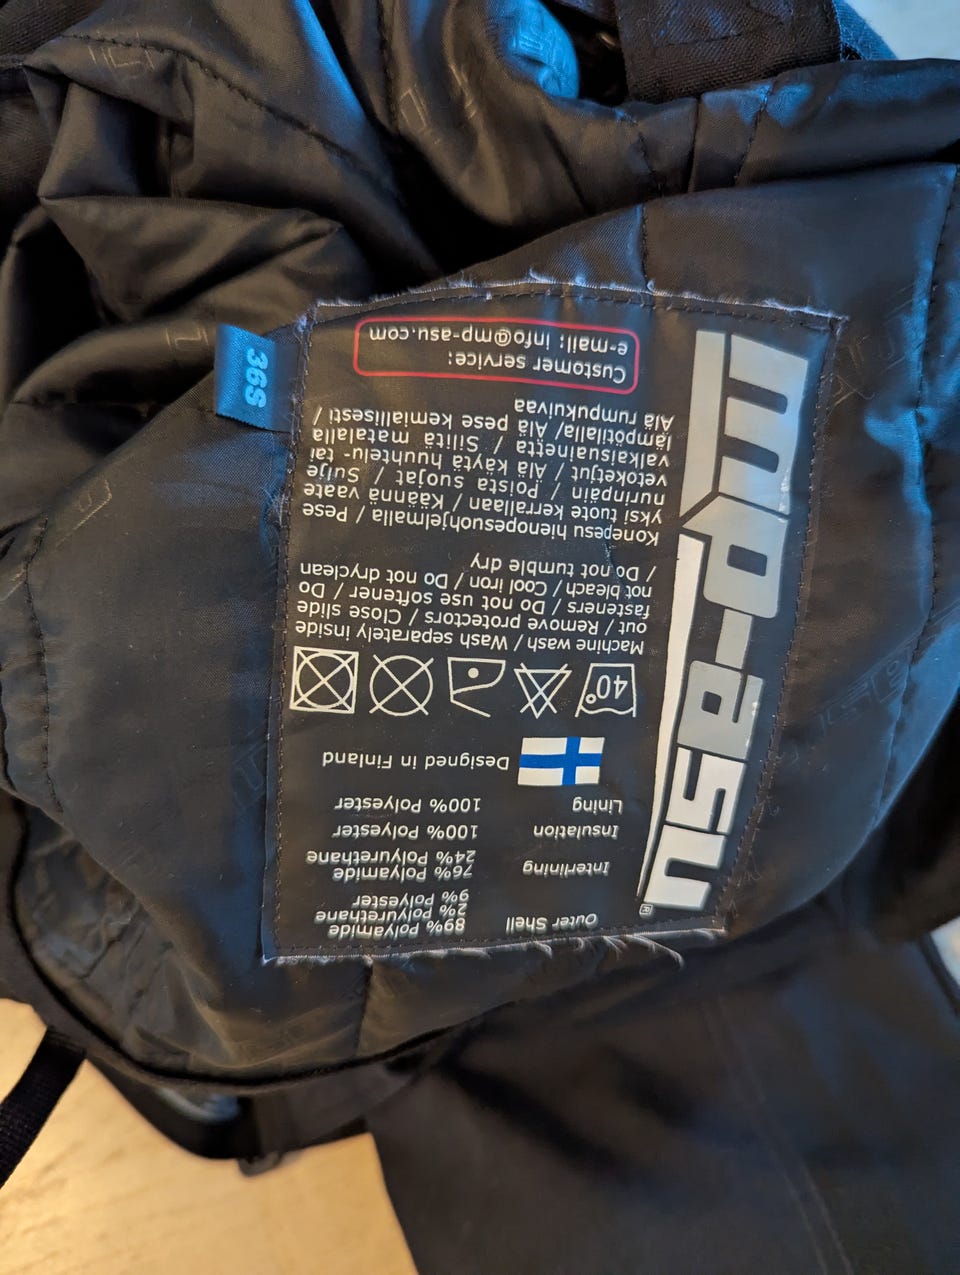 mp-asu®
Outer Shell
89% Polyamide
2% Polyurethane
9% Polyester
Interlining
76% Polyamide
24% Polyurethane
Insulation
100% Polyester
Lining
100% Polyester
Designed in Finland
40°
Machine wash / Wash separately inside
out / Remove protectors / Close slide
fasteners / Do not use softener / Do
not bleach / Cool iron / Do not dryclean
/ Do not tumble dry
Konepesu hienopesuohjelmalla / Pese
yksi tuote kerrallaan / Käännä vaate
nurinpäin / Poista suojat / Sulje
vetoketjut / Älä käytä huuhtelu- tai
valkaisuainetta / Silitä matalalla
lämpötilalla/ Älä pese kemiallisesti /
Älä rumpukuivaa
Customer service:
e-mail: info@mp-asu.com
36S